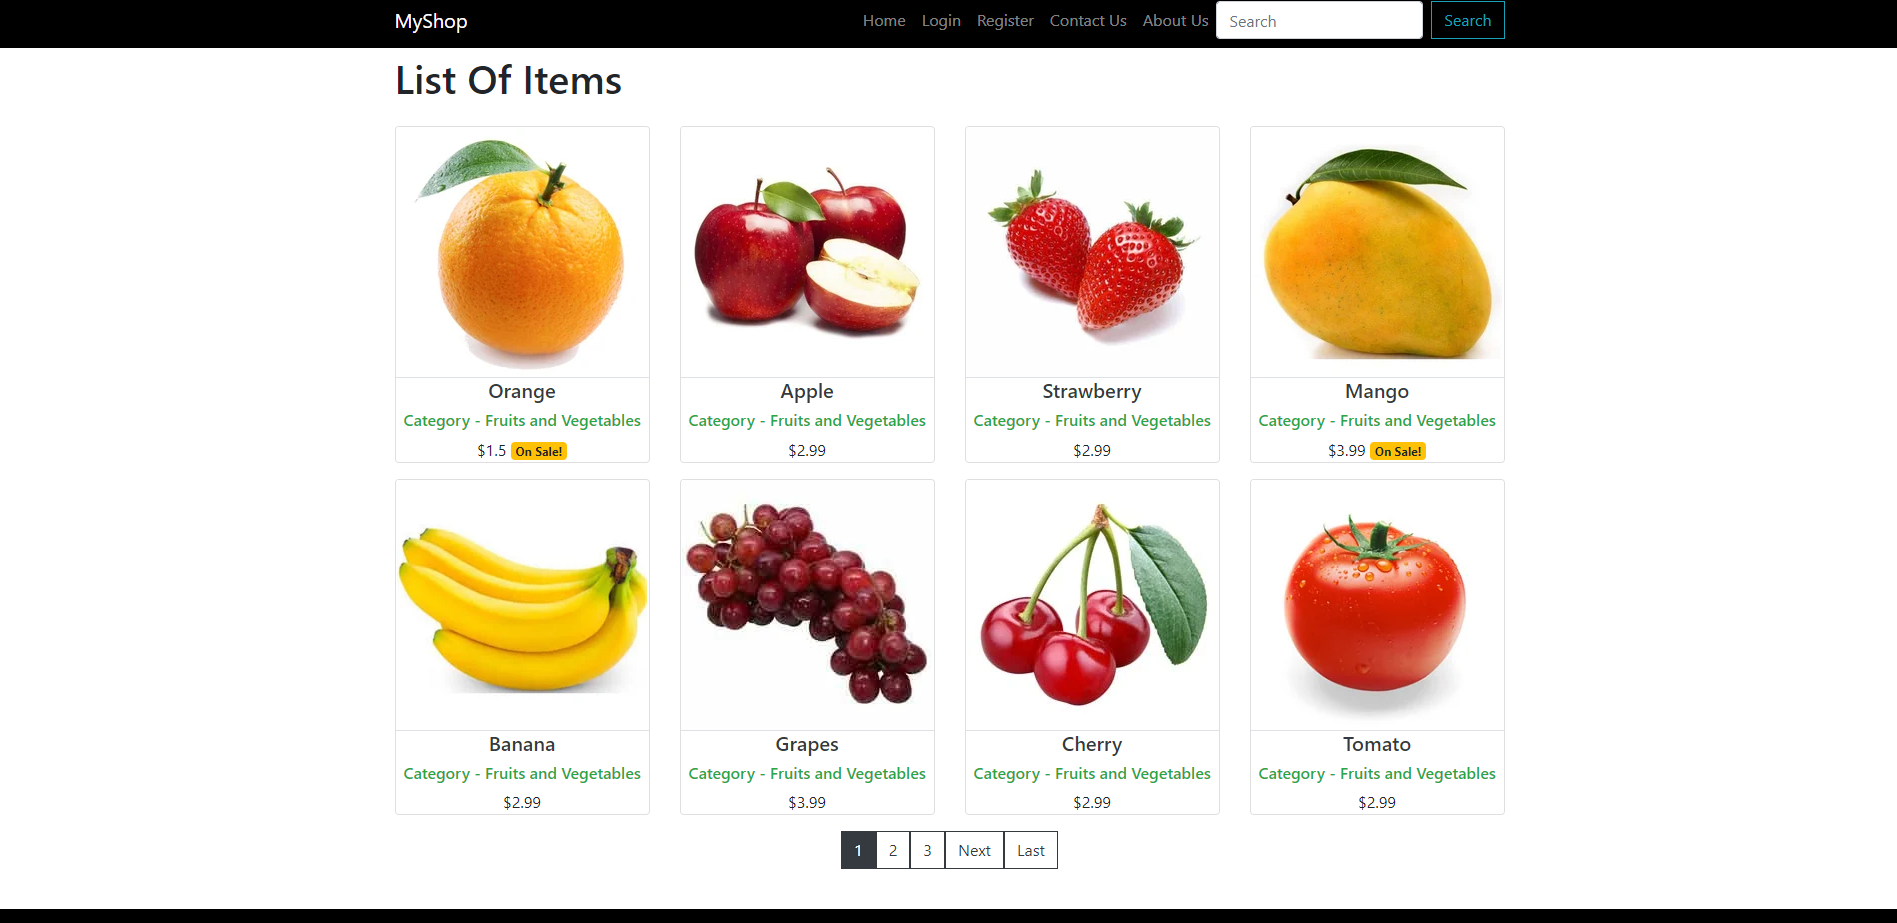 MyShop Home Login Register Contact Us About Us Search Search
List Of Items
Orange Apple Strawberry Mango
Category - Fruits and Vegetables Category - Fruits and Vegetables Category - Fruits and Vegetables Category - Fruits and Vegetables
$1.5 On Sale! $2.99 $2.99 $3.99 On Sale!
Banana Grapes Cherry Tomato
Category - Fruits and Vegetables Category - Fruits and Vegetables Category - Fruits and Vegetables Category - Fruits and Vegetables
$2.99 $3.99 $2.99 $2.99
1 2 3 Next Last